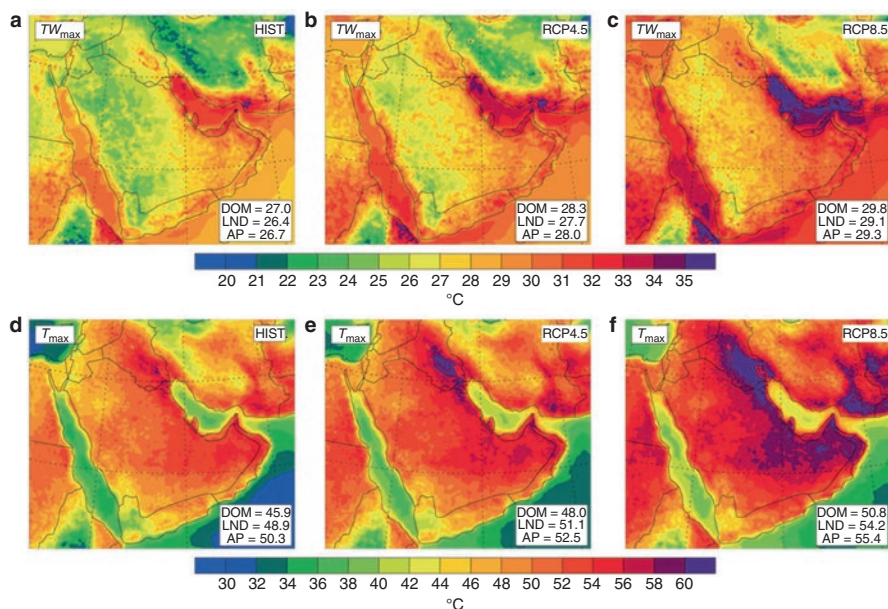 a TWmax HIST.
DOM = 27.0
LND = 26.4
AP = 26.7
b TWmax RCP4.5
DOM = 28.3
LND = 27.7
AP = 28.0
c TWmax RCP8.5
DOM = 29.8
LND = 29.1
AP = 29.3
20 21 22 23 24 25 26 27 28 29 30 31 32 33 34 35
°C
d Tmax HIST.
DOM = 45.9
LND = 48.9
AP = 50.3
e Tmax RCP4.5
DOM = 48.0
LND = 51.1
AP = 52.5
f Tmax RCP8.5
DOM = 50.8
LND = 54.2
AP = 55.4
30 32 34 36 38 40 42 44 46 48 50 52 54 56 58 60
°C